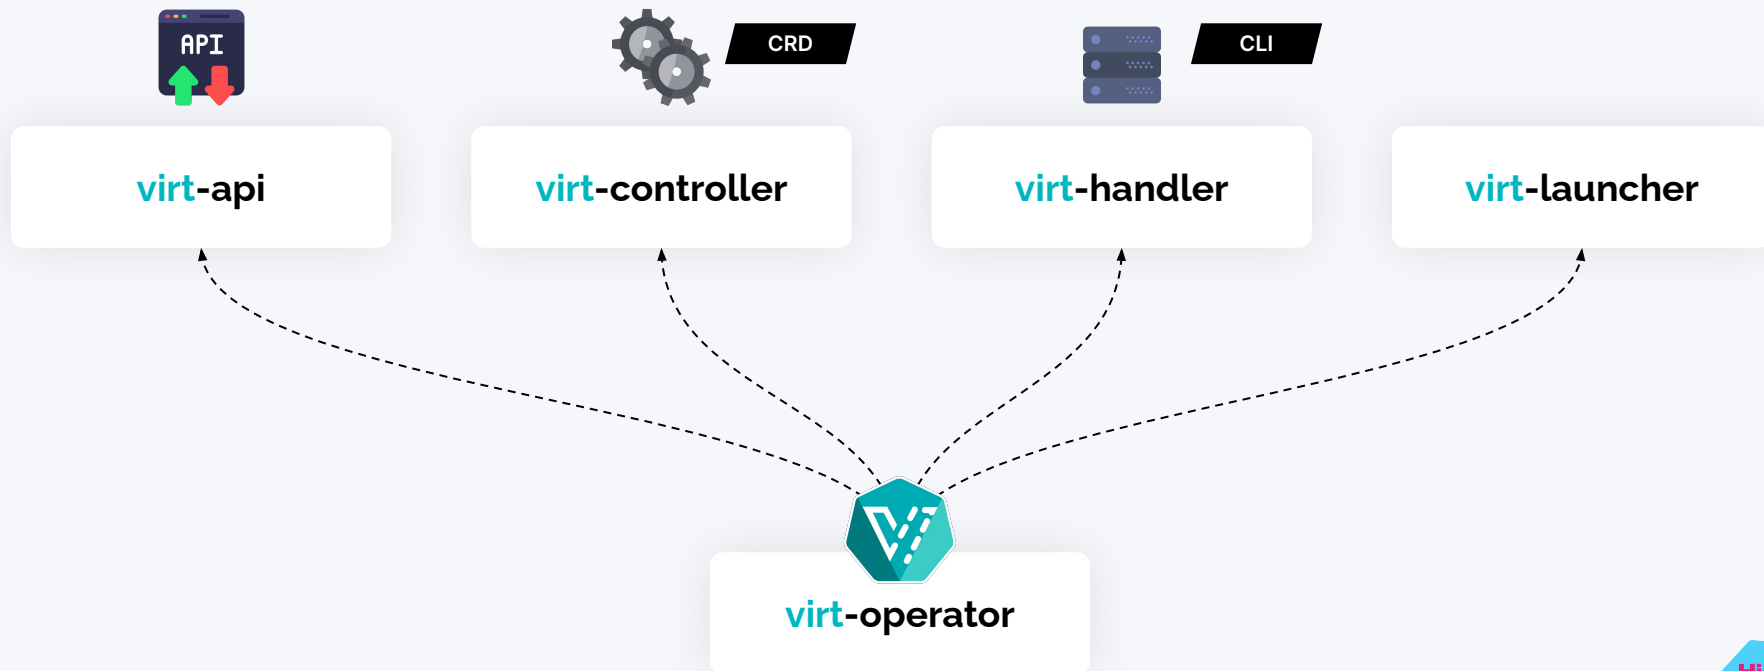 API
CRD
CLI
virt-api
virt-controller
virt-handler
virt-launcher
virt-operator